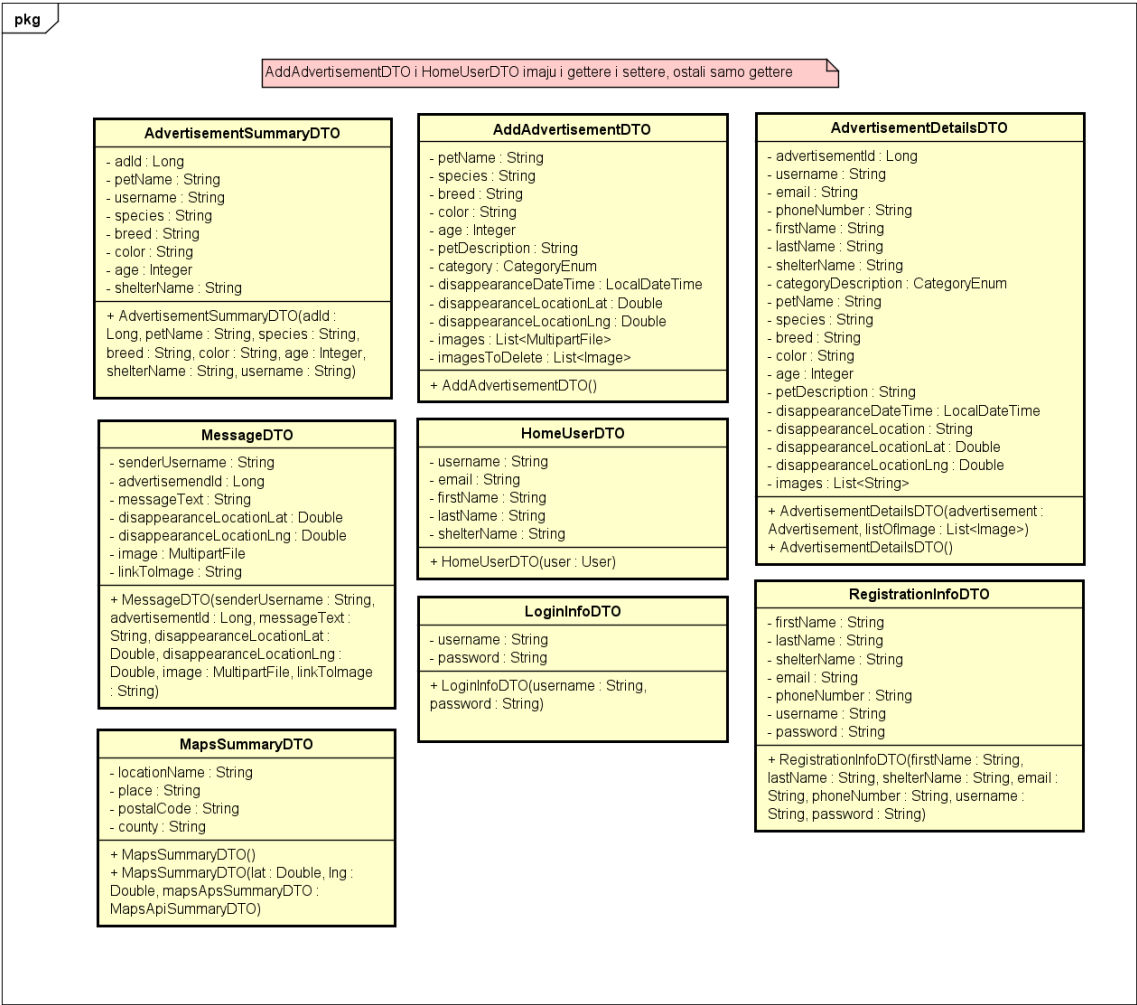 pkg
AddAdvertisementDTO i HomeUserDTO imaju i gettere i settere, ostali samo gettere
AdvertisementSummaryDTO
- adId : Long
- petName : String
- username : String
- species : String
- breed : String
- color : String
- age : Integer
- shelterName : String
+ AdvertisementSummaryDTO(adId :
Long, petName : String, species : String,
breed : String, color : String, age : Integer,
shelterName : String, username : String)
AddAdvertisementDTO
- petName : String
- species : String
- breed : String
- color : String
- age : Integer
- petDescription : String
- category : CategoryEnum
- disappearanceDateTime : LocalDateTime
- disappearanceLocationLat : Double
- disappearanceLocationLng : Double
- images : List<MultipartFile>
- imagesToDelete : List<Image>
+ AddAdvertisementDTO()
AdvertisementDetailsDTO
- advertisementId : Long
- username : String
- email : String
- phoneNumber : String
- firstName : String
- lastName : String
- shelterName : String
- categoryDescription : CategoryEnum
- petName : String
- species : String
- breed : String
- color : String
- age : Integer
- petDescription : String
- disappearanceDateTime : LocalDateTime
- disappearanceLocation : String
- disappearanceLocationLat : Double
- disappearanceLocationLng : Double
- images : List<String>
+ AdvertisementDetailsDTO(advertisement :
Advertisement, listOfImage : List<Image>)
+ AdvertisementDetailsDTO()
MessageDTO
- senderUsername : String
- advertisemendId : Long
- messageText : String
- disappearanceLocationLat : Double
- disappearanceLocationLng : Double
- image : MultipartFile
- linkToImage : String
+ MessageDTO(senderUsername : String,
advertisementId : Long, messageText :
String, disappearanceLocationLat :
Double, disappearanceLocationLng :
Double, image : MultipartFile, linkToImage
: String)
HomeUserDTO
- username : String
- email : String
- firstName : String
- lastName : String
- shelterName : String
+ HomeUserDTO(user : User)
LoginInfoDTO
- username : String
- password : String
+ LoginInfoDTO(username : String,
password : String)
RegistrationInfoDTO
- firstName : String
- lastName : String
- shelterName : String
- email : String
- phoneNumber : String
- username : String
- password : String
+ RegistrationInfoDTO(firstName : String,
lastName : String, shelterName : String, email :
String, phoneNumber : String, username :
String, password : String)
MapsSummaryDTO
- locationName : String
- place : String
- postalCode : String
- county : String
+ MapsSummaryDTO()
+ MapsSummaryDTO(lat : Double, lng :
Double, mapsApsSummaryDTO :
MapsApiSummaryDTO)